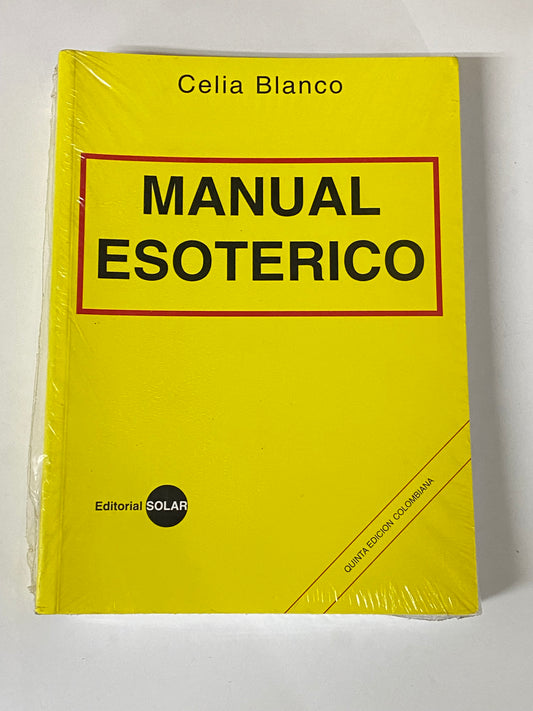 Celia Blanco
MANUAL
ESOTERICO
Editorial SOLAR
QUINTA EDICION COLOMBIANA